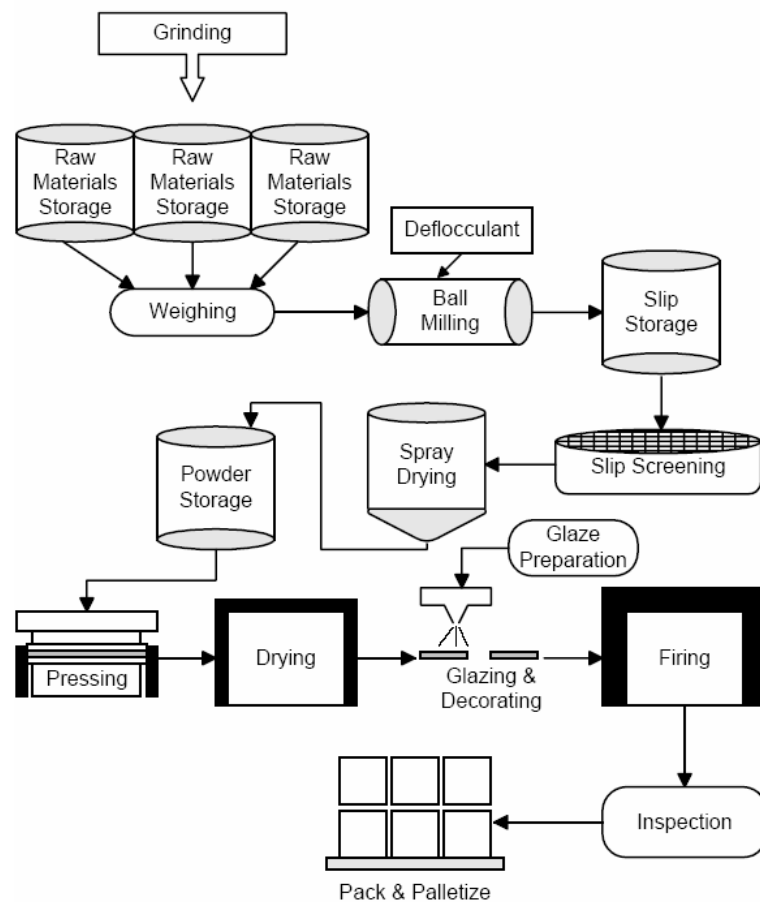 Grinding
Raw
Materials
Storage
Raw
Materials
Storage
Raw
Materials
Storage
Deflocculant
Weighing
Ball
Milling
Slip
Storage
Powder
Storage
Spray
Drying
Slip Screening
Glaze
Preparation
Pressing
Drying
Glazing &
Decorating
Firing
Inspection
Pack & Palletize